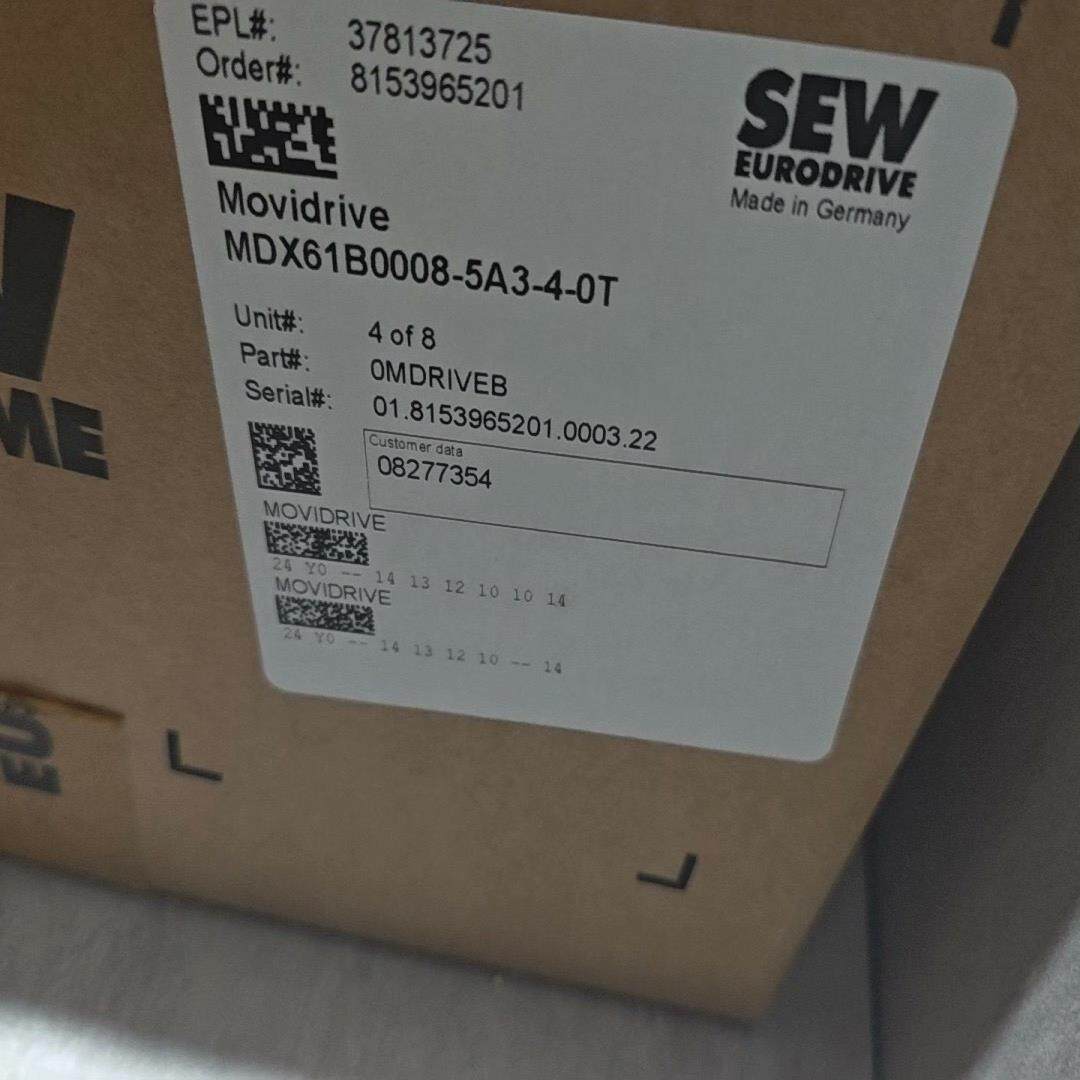 EPL#: 37813725
Order#: 8153965201
SEW
EURODRIVE
Made in Germany
Movidrive
MDX61B0008-5A3-4-0T
Unit#: 4 of 8
Part#: 0MDRIVEB
Serial#: 01.8153965201.0003.22
Customer data
08277354
MOVIDRIVE
24 Y0 -- 14 13 12 10 10 14
MOVIDRIVE
24 Y0 -- 14 13 12 10 -- 14
ME